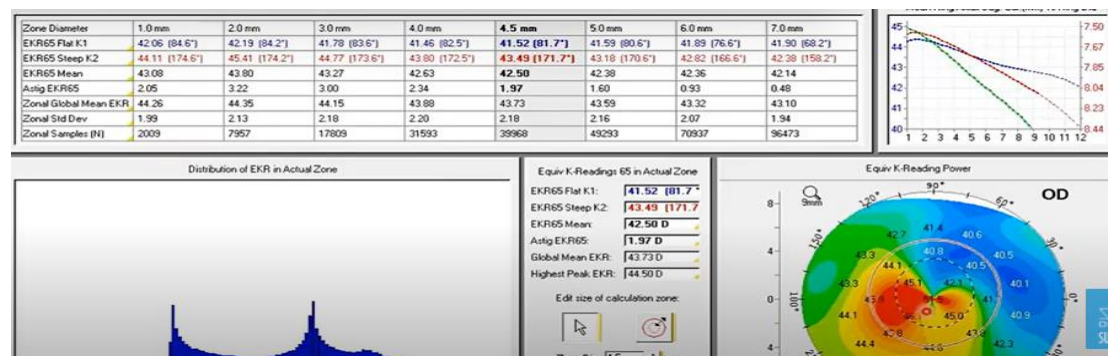 Zone Diameter 1.0 mm 2.0 mm 3.0 mm 4.0 mm 4.5 mm 5.0 mm 6.0 mm 7.0 mm
EKR65 Flat K1 42.06 (84.6°) 42.19 (84.2°) 41.78 (83.6°) 41.46 (82.5°) 41.52 (81.7°) 41.59 (80.6°) 41.89 (76.6°) 41.90 (68.2°)
EKR65 Steep K2 44.11 (174.6°) 45.41 (174.2°) 44.77 (173.6°) 43.80 (172.5°) 43.49 (171.7°) 43.18 (170.6°) 42.82 (166.6°) 42.38 (158.2°)
EKR65 Mean 43.08 43.80 43.27 42.63 42.50 42.38 42.36 42.14
Astig EKR65 2.05 3.22 3.00 2.34 1.97 1.60 0.93 0.48
Zonal Global Mean EKR 44.26 44.35 44.15 43.88 43.73 43.59 43.32 43.10
Zonal Std Dev 1.99 2.13 2.18 2.20 2.18 2.16 2.07 1.94
Zonal Samples (N) 2009 7957 17809 31593 39968 49293 70937 96473
45 7.50
44 7.67
43 7.85
42 8.04
41 8.23
40 8.44
1 2 3 4 5 6 7 8 9 10 11 12
Distribution of EKR in Actual Zone
Equiv K-Readings 65 in Actual Zone
EKR65 Flat K1: 41.52 (81.7°
EKR65 Steep K2: 43.49 (171.7
EKR65 Mean: 42.50 D
Astig EKR65: 1.97 D
Global Mean EKR: 43.73 D
Highest Peak EKR: 44.50 D
Edit size of calculation zone:
Equiv K-Reading Power
9mm
OD
90°
120° 60°
150° 30°
180° 0°
8
4
0
4
42.7 41.4 40.6
43.3 40.8 40.5
44.1 40.5
45.1 42.1 40.1
43.3
44.1 45.0 40.9
43.8
44.4 42.3